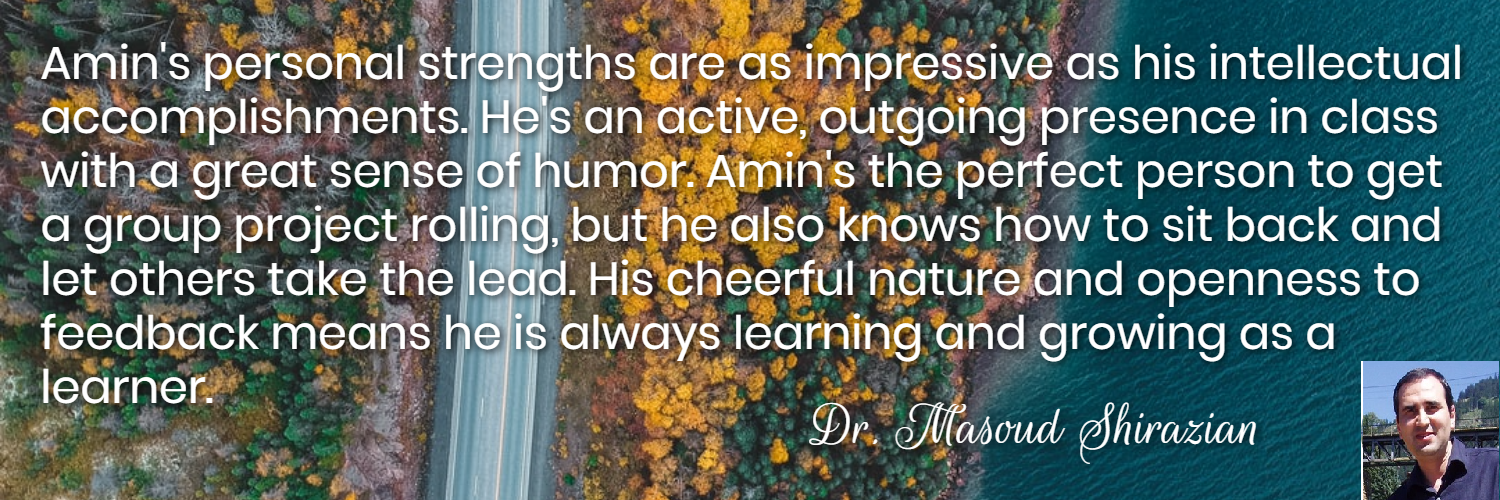 Amin's personal strengths are as impressive as his intellectual
accomplishments. He's an active, outgoing presence in class
with a great sense of humor. Amin's the perfect person to get
a group project rolling, but he also knows how to sit back and
let others take the lead. His cheerful nature and openness to
feedback means he is always learning and growing as a
learner.
Dr. Masoud Shirazian